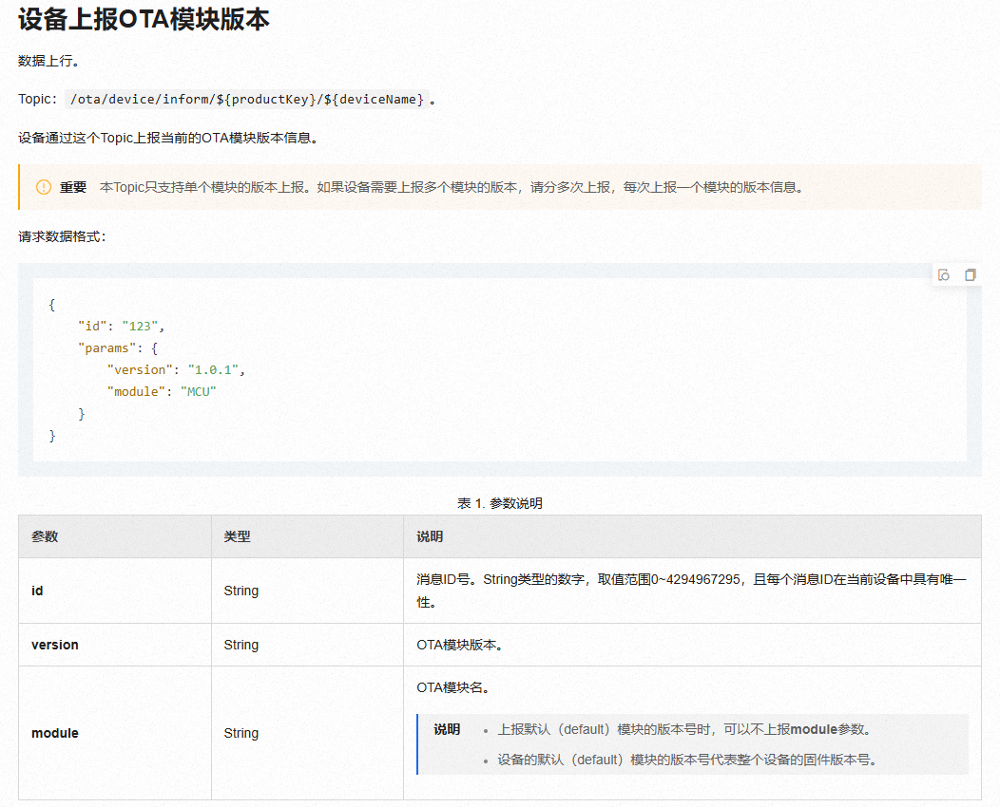 设备上报OTA模块版本
数据上行。
Topic：/ota/device/inform/${productKey}/${deviceName}。
设备通过这个Topic上报当前的OTA模块版本信息。
重要 本Topic只支持单个模块的版本上报。如果设备需要上报多个模块的版本，请分多次上报，每次上报一个模块的版本信息。
请求数据格式：
{
    "id": "123",
    "params": {
        "version": "1.0.1",
        "module": "MCU"
    }
}
表 1. 参数说明
参数 类型 说明
id String 消息ID号。String类型的数字，取值范围0~4294967295，且每个消息ID在当前设备中具有唯一
性。
version String OTA模块版本。
module String OTA模块名。
说明 • 上报默认（default）模块的版本号时，可以不上报module参数。
• 设备的默认（default）模块的版本号代表整个设备的固件版本号。